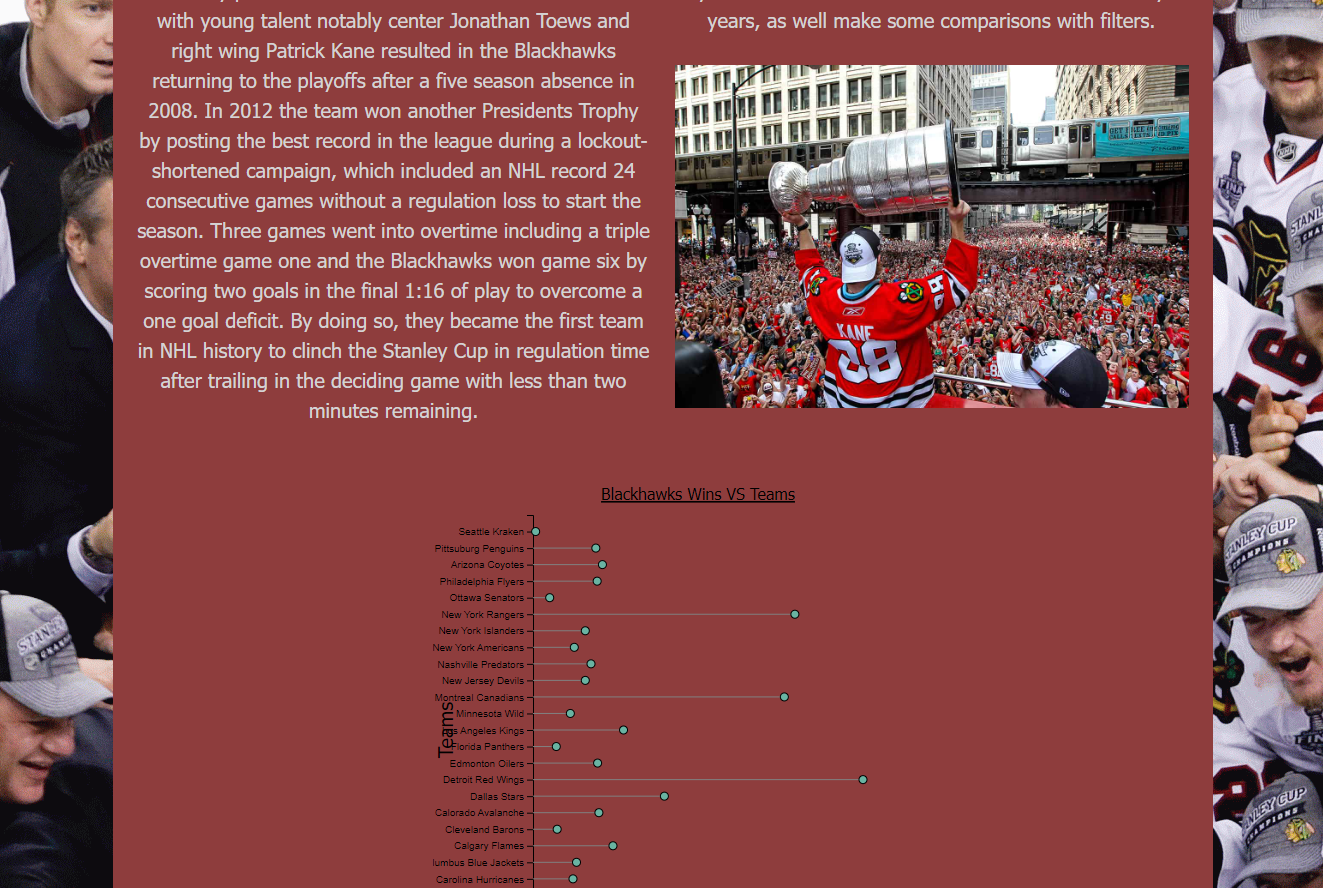 with young talent notably center Jonathan Toews and
right wing Patrick Kane resulted in the Blackhawks
returning to the playoffs after a five season absence in
2008. In 2012 the team won another Presidents Trophy
by posting the best record in the league during a lockout-
shortened campaign, which included an NHL record 24
consecutive games without a regulation loss to start the
season. Three games went into overtime including a triple
overtime game one and the Blackhawks won game six by
scoring two goals in the final 1:16 of play to overcome a
one goal deficit. By doing so, they became the first team
in NHL history to clinch the Stanley Cup in regulation time
after trailing in the deciding game with less than two
minutes remaining.
years, as well make some comparisons with filters.
KANE
88
Blackhawks Wins VS Teams
Teams
Seattle Kraken
Pittsuburg Penguins
Arizona Coyotes
Philadelphia Flyers
Ottawa Senators
New York Rangers
New York Islanders
New York Americans
Nashville Predators
New Jersey Devils
Montreal Canadians
Minnesota Wild
Angeles Kings
Florida Panthers
Edmonton Oilers
Detroit Red Wings
Dallas Stars
Calorado Avalanche
Cleveland Barons
Calgary Flames
lumbus Blue Jackets
Carolina Hurricanes
STANLEY CUP
CHAMPIONS
STANLEY CUP
CHAMPIONS